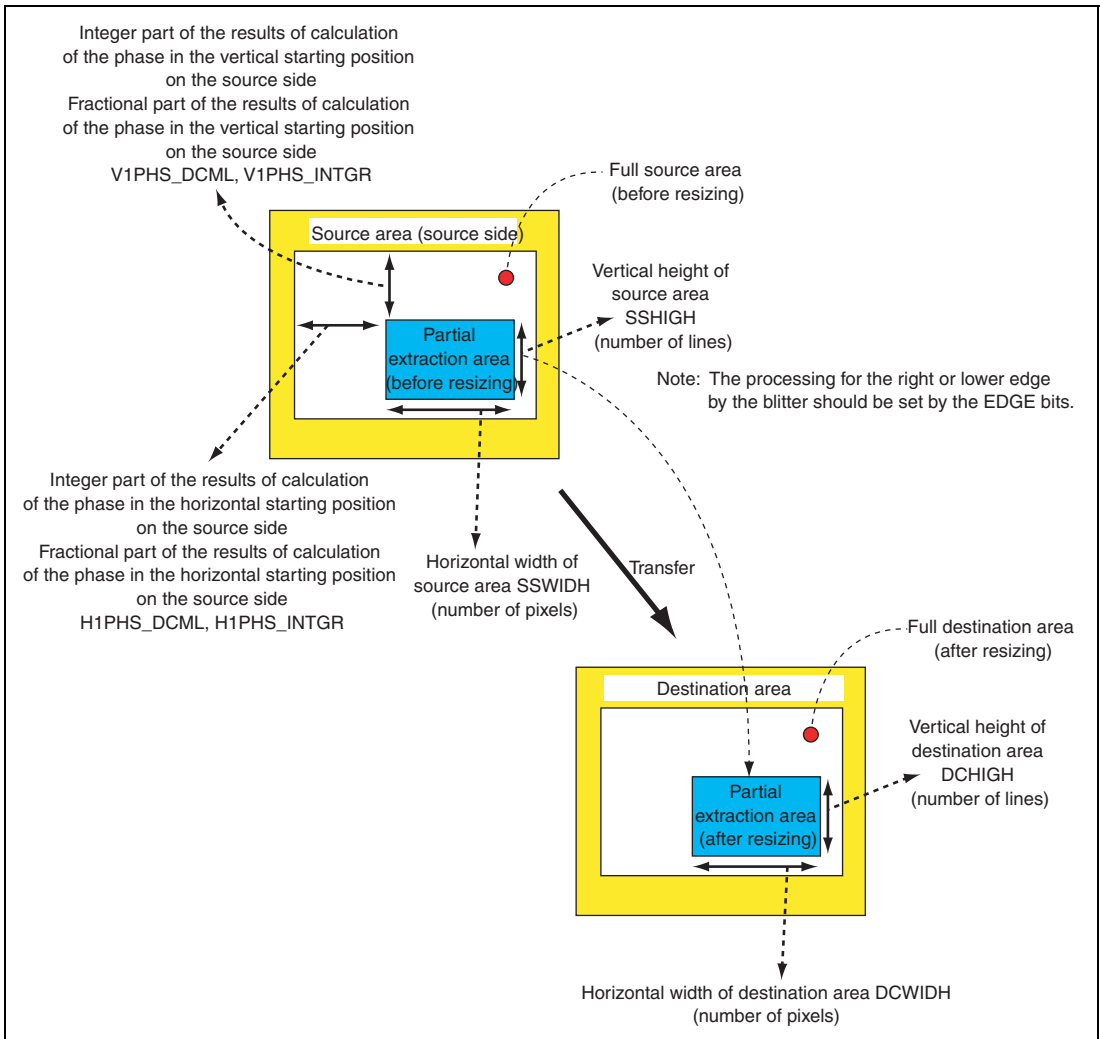 Integer part of the results of calculation
of the phase in the vertical starting position
on the source side
Fractional part of the results of calculation
of the phase in the vertical starting position
on the source side
V1PHS_DCML, V1PHS_INTGR
Full source area
(before resizing)
Source area (source side)
Vertical height of
source area
SSHIGH
(number of lines)
Partial
extraction area
(before resizing)
Note: The processing for the right or lower edge
by the blitter should be set by the EDGE bits.
Integer part of the results of calculation
of the phase in the horizontal starting position
on the source side
Fractional part of the results of calculation
of the phase in the horizontal starting position
on the source side
H1PHS_DCML, H1PHS_INTGR
Horizontal width of
source area SSWIDH
(number of pixels)
Transfer
Full destination area
(after resizing)
Destination area
Vertical height of
destination area
DCHIGH
(number of lines)
Partial
extraction area
(after resizing)
Horizontal width of destination area DCWIDH
(number of pixels)